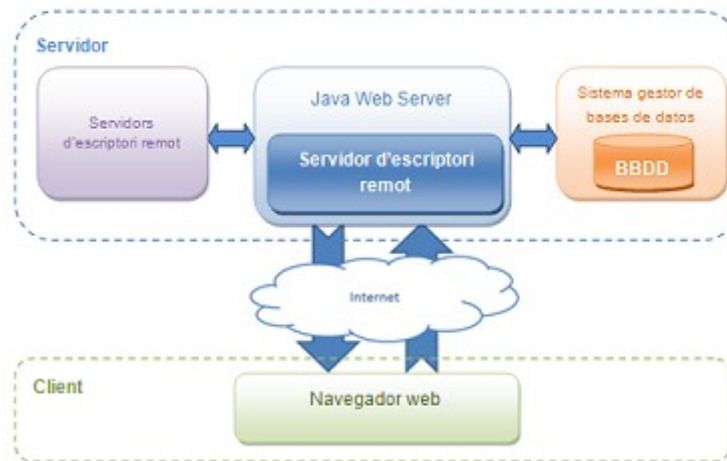 Servidor
Servidors
d'escriptori remot
Java Web Server
Servidor d'escriptori
remot
Sistema gestor de
bases de datos
BBDD
Internet
Client
Navegador web